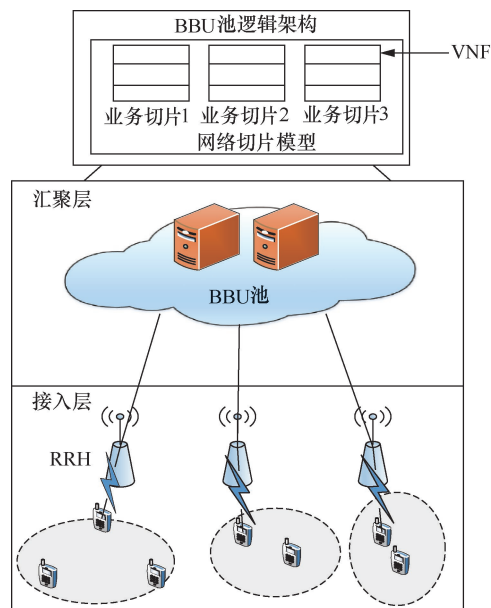 BBU池逻辑架构
VNF
业务切片1 业务切片2 业务切片3
网络切片模型
汇聚层
BBU池
接入层
RRH